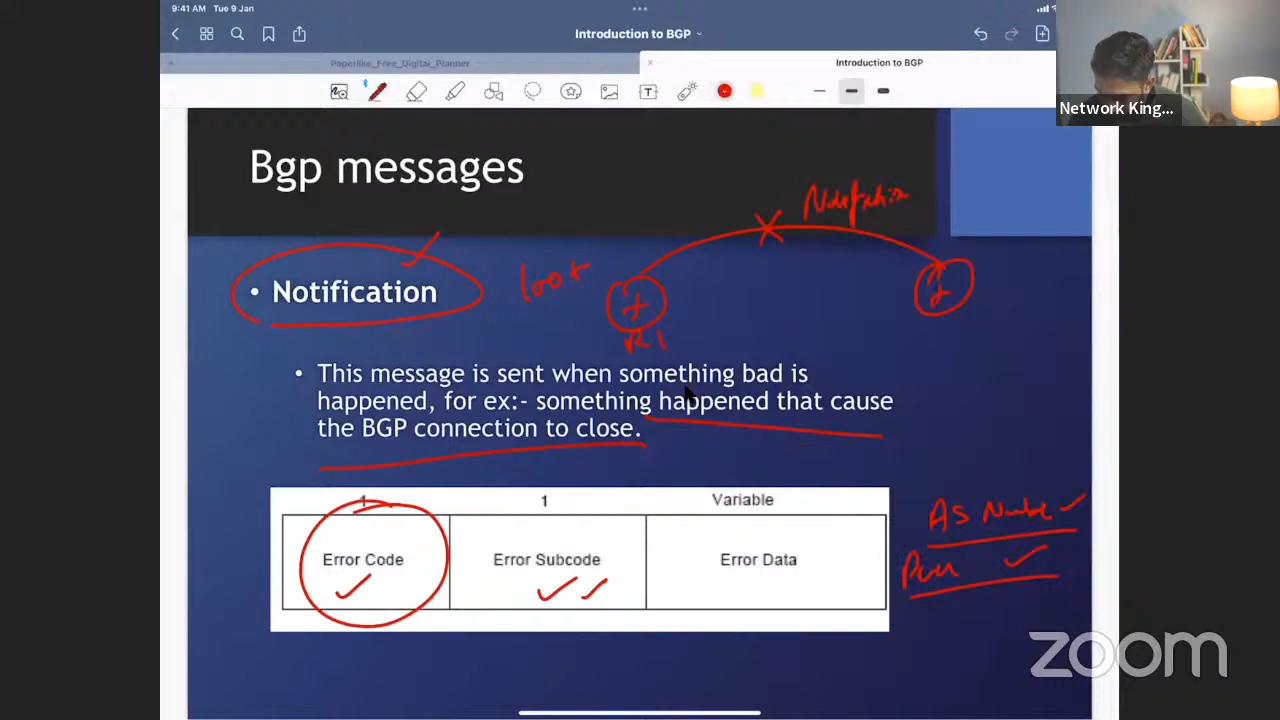 9:41 AM Tue 9 Jan
Introduction to BGP
Paperlike_Free_Digital_Planner
Introduction to BGP
Network King...
Bgp messages
• Notification
R1
• This message is sent when something bad is
happened, for ex:- something happened that cause
the BGP connection to close.
1 1 Variable
Error Code Error Subcode Error Data
AS
zoom